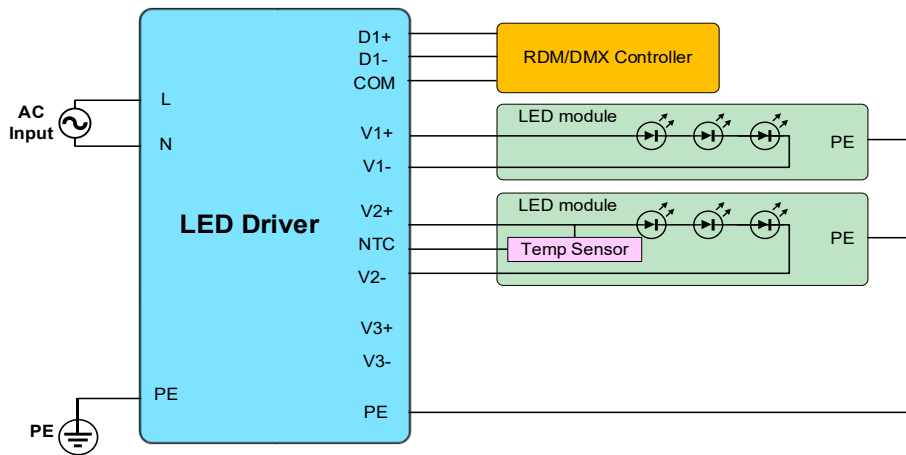 AC
Input
L
N
PE
PE
LED Driver
D1+
D1-
COM
V1+
V1-
V2+
NTC
V2-
V3+
V3-
PE
RDM/DMX Controller
LED module
PE
LED module
Temp Sensor
PE